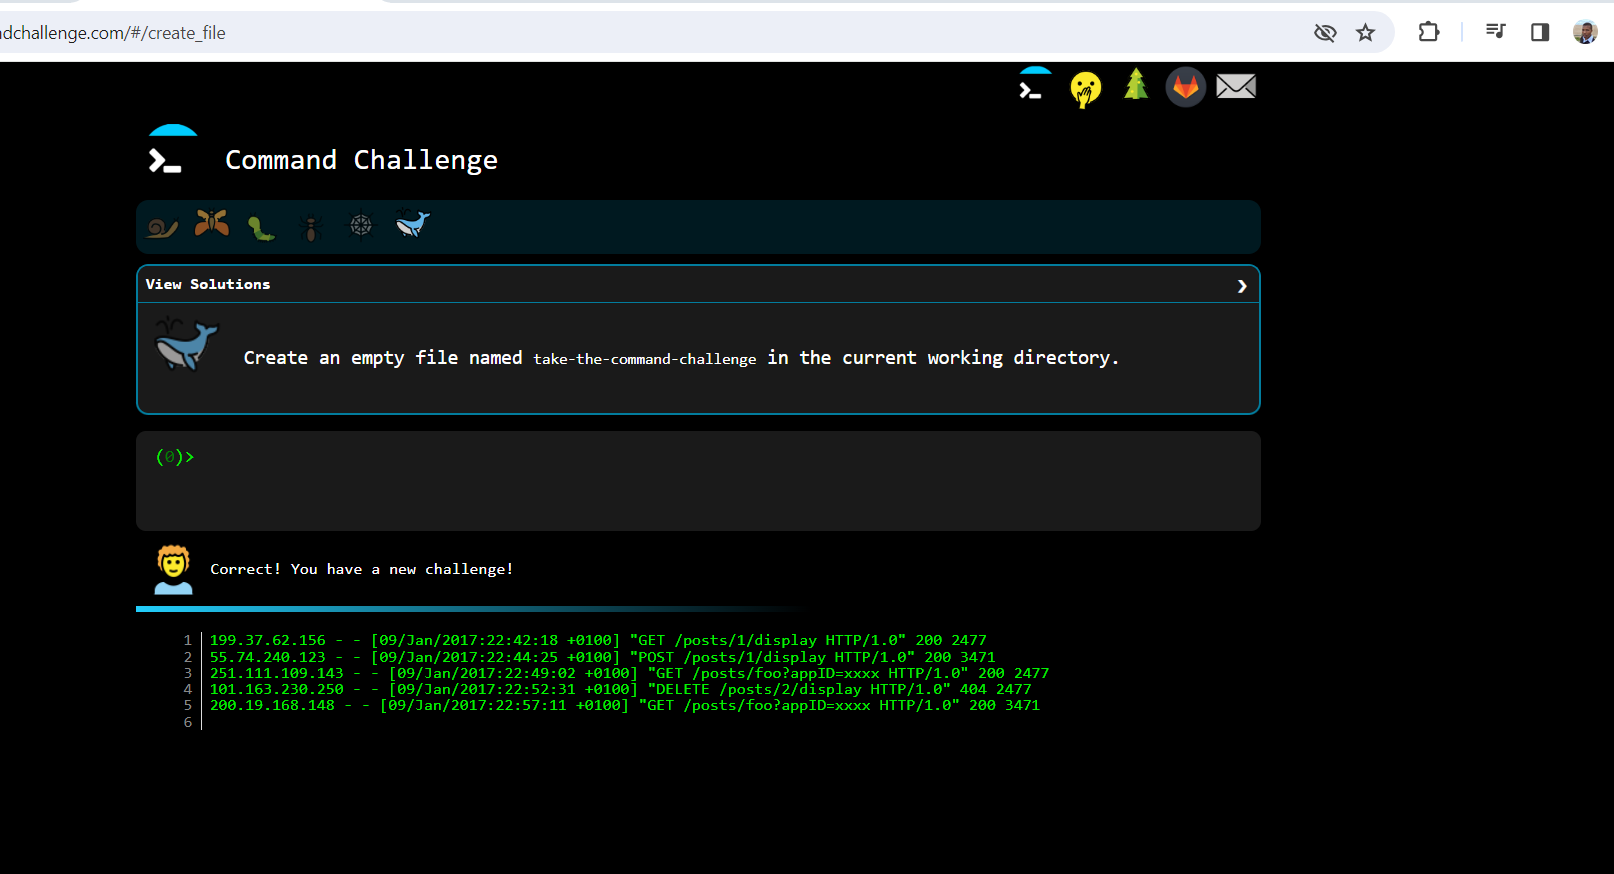 ndchallenge.com/#/create_file
Command Challenge
View Solutions
Create an empty file named take-the-command-challenge in the current working directory.
(0)>
Correct! You have a new challenge!
1 199.37.62.156 - - [09/Jan/2017:22:42:18 +0100] "GET /posts/1/display HTTP/1.0" 200 2477
2 55.74.240.123 - - [09/Jan/2017:22:44:25 +0100] "POST /posts/1/display HTTP/1.0" 200 3471
3 251.111.109.143 - - [09/Jan/2017:22:49:02 +0100] "GET /posts/foo?appID=xxxx HTTP/1.0" 200 2477
4 101.163.230.250 - - [09/Jan/2017:22:52:31 +0100] "DELETE /posts/2/display HTTP/1.0" 404 2477
5 200.19.168.148 - - [09/Jan/2017:22:57:11 +0100] "GET /posts/foo?appID=xxxx HTTP/1.0" 200 3471
6